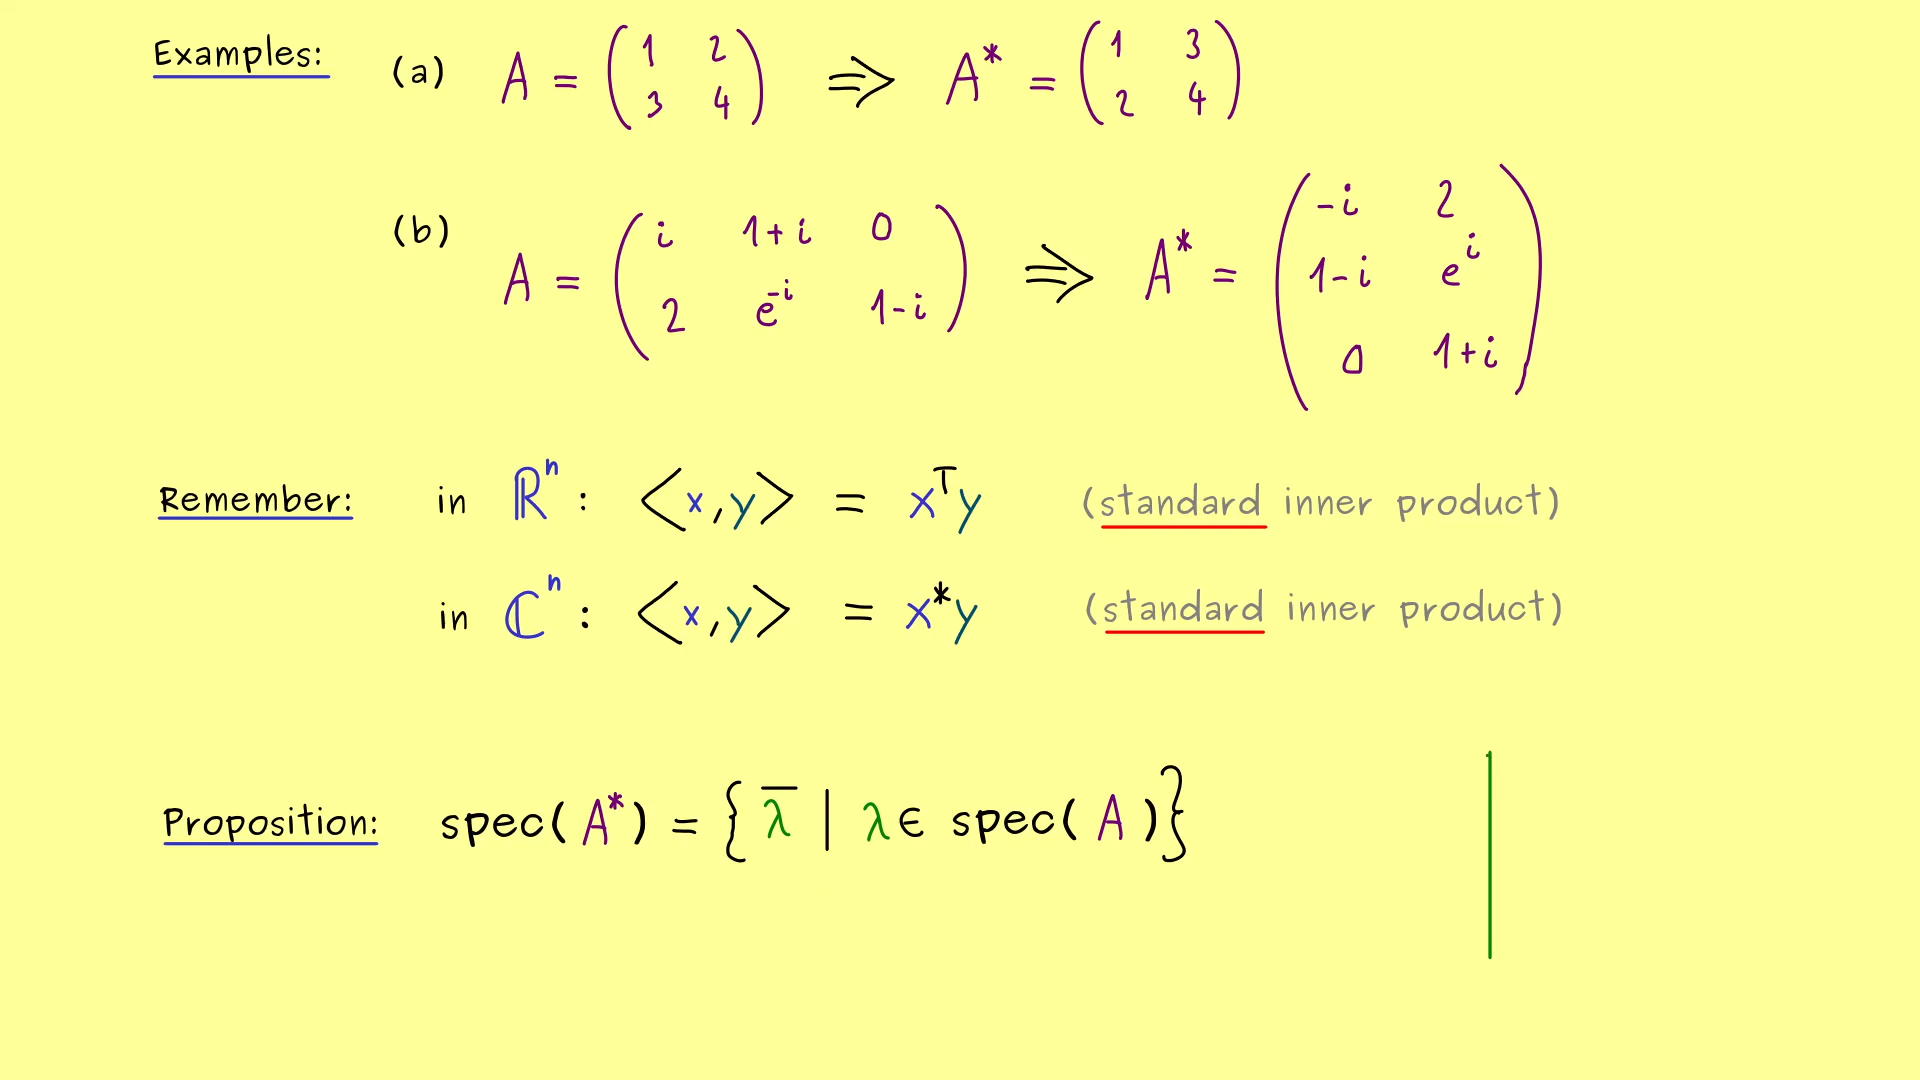 Examples: (a) A = ( 1 2 ; 3 4 ) ⇒ A* = ( 1 3 ; 2 4 )
(b) A = ( i 1+i 0 ; 2 e^{-i} 1-i ) ⇒ A* = ( -i 2 ; 1-i e^{i} ; 0 1+i )
Remember: in ℝⁿ : <x,y> = xᵀy (standard inner product)
in ℂⁿ : <x,y> = x*y (standard inner product)
Proposition: spec(A*) = { λ̅ | λ ∈ spec(A) }